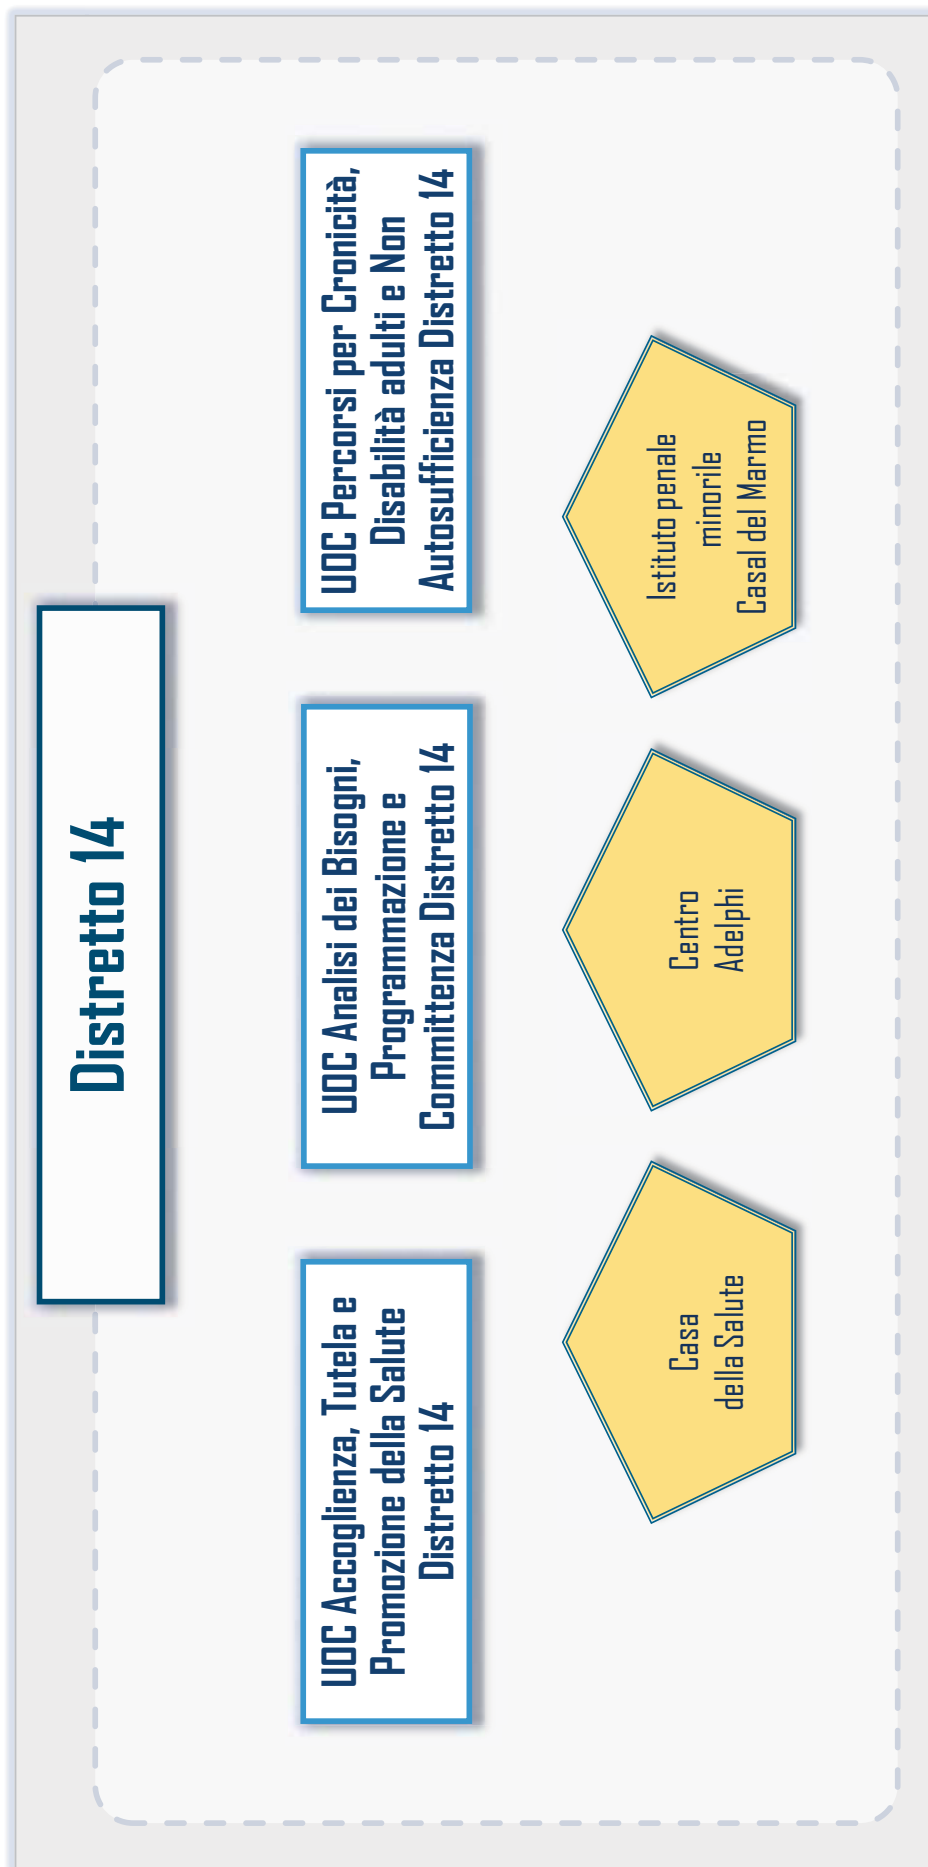 Distretto 14
UOC Accoglienza, Tutela e
Promozione della Salute
Distretto 14
UOC Analisi dei Bisogni,
Programmazione e
Committenza Distretto 14
UOC Percorsi per Cronicità,
Disabilità adulti e Non
Autosufficienza Distretto 14
Casa
della Salute
Centro
Adelphi
Istituto penale
minorile
Casal del Marmo